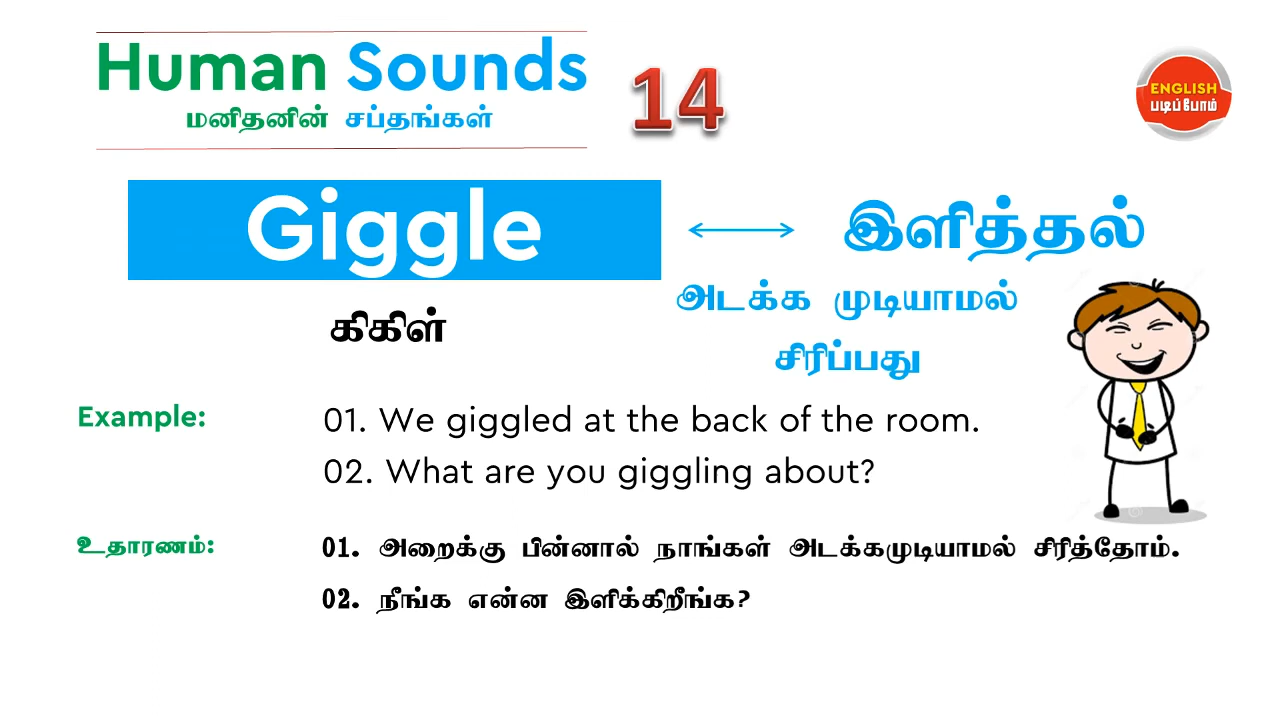 Human Sounds
மனிதனின் சப்தங்கள்
14
ENGLISH
படிப்போம்
Giggle
இளித்தல்
கிகிள்
அடக்க முடியாமல்
சிரிப்பது
Example:
01. We giggled at the back of the room.
02. What are you giggling about?
உதாரணம்:
01. அறைக்கு பின்னால் நாங்கள் அடக்கமுடியாமல் சிரித்தோம்.
02. நீங்க என்ன இளிக்கிறீங்க?